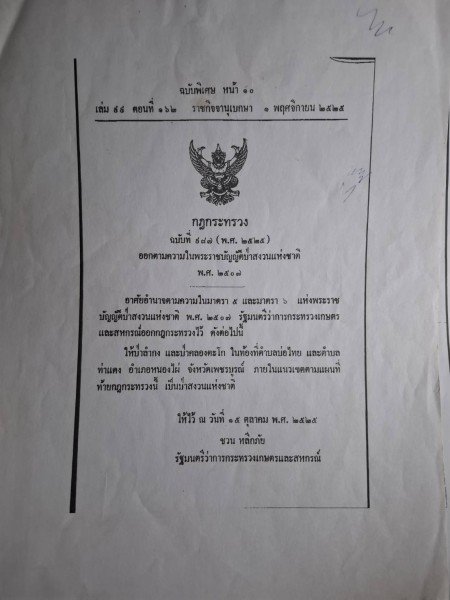 ฉบับพิเศษ หน้า ๑๐
เล่ม ๙๙ ตอนที่ ๑๖๒ ราชกิจจานุเบกษา ๑ พฤศจิกายน ๒๕๒๕
กฎกระทรวง
ฉบับที่ ๙๘๗ (พ.ศ. ๒๕๒๕)
ออกตามความในพระราชบัญญัติป่าสงวนแห่งชาติ
พ.ศ. ๒๕๐๗
อาศัยอำนาจตามความในมาตรา ๕ และมาตรา ๖ แห่งพระราช
บัญญัติป่าสงวนแห่งชาติ พ.ศ. ๒๕๐๗ รัฐมนตรีว่าการกระทรวงเกษตร
และสหกรณ์ออกกฎกระทรวงไว้ ดังต่อไปนี้
ให้ป่าลำกง และป่าคลองตะโก ในท้องที่ตำบลบ่อไทย และตำบล
ท่าแดง อำเภอหนองไผ่ จังหวัดเพชรบูรณ์ ภายในแนวเขตตามแผนที่
ท้ายกฎกระทรวงนี้ เป็นป่าสงวนแห่งชาติ
ให้ไว้ ณ วันที่ ๑๕ ตุลาคม พ.ศ. ๒๕๒๕
ชวน หลีกภัย
รัฐมนตรีว่าการกระทรวงเกษตรและสหกรณ์